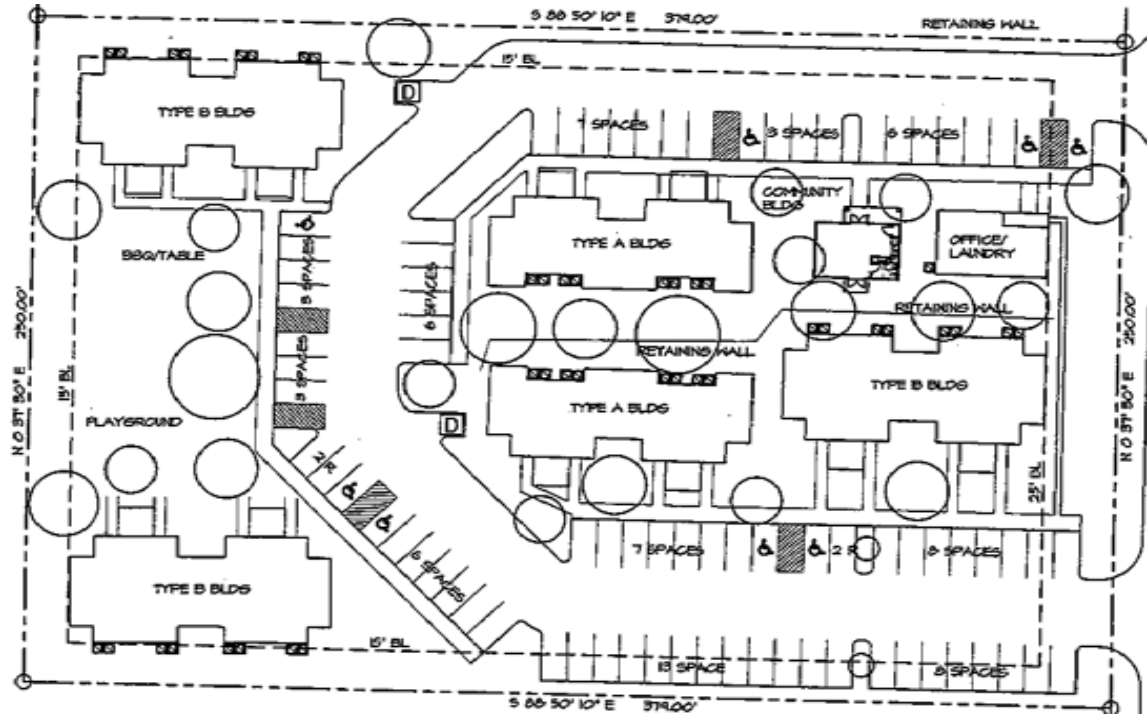 S 88 50' 10" E 379.00'
RETAINING WALL
15' BL
D
TYPE B BLDG
7 SPACES
3 SPACES
6 SPACES
COMMUNITY
BLDG
TYPE A BLDG
OFFICE/
LAUNDRY
BBQ/TABLE
3 SPACES
6 SPACES
RETAINING WALL
RETAINING WALL
N 0 37' 50" E 250.00'
15' BL
3 SPACES
TYPE B BLDG
N 0 37' 50" E 250.00'
TYPE A BLDG
PLAYGROUND
D
2 R
25' BL
6 SPACES
7 SPACES
2 R
8 SPACES
TYPE B BLDG
15' BL
13 SPACE
8 SPACES
S 88 50' 10" E 379.00'